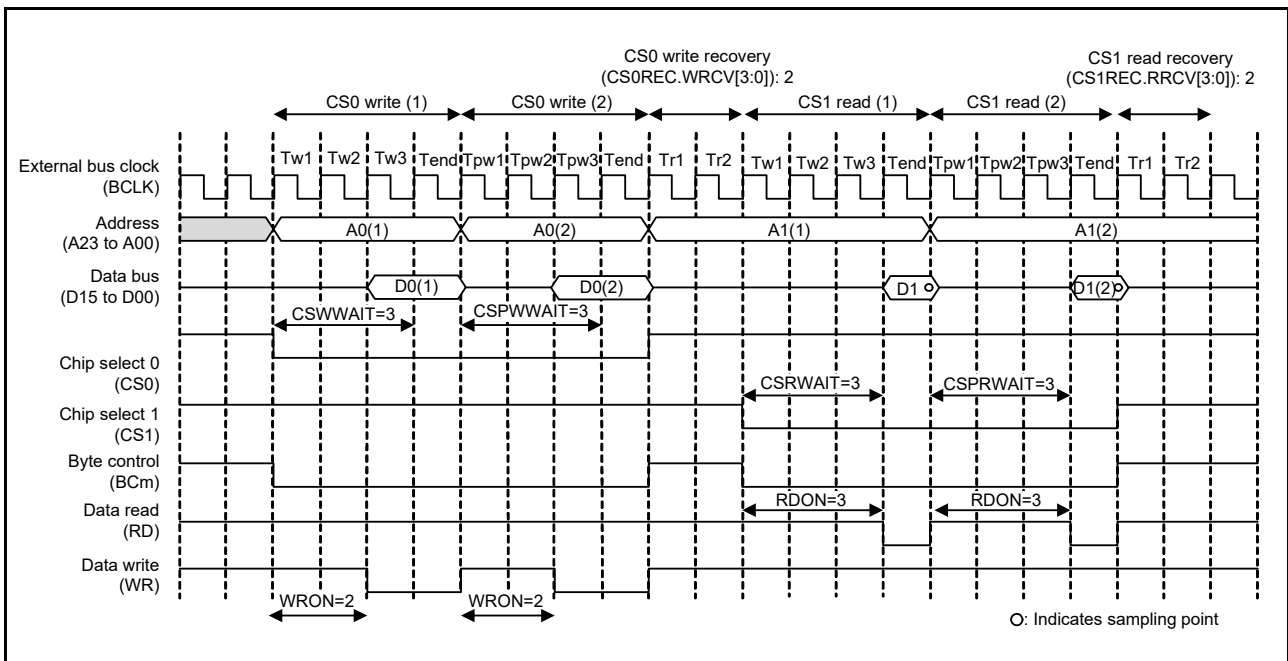 CS0 write recovery
(CS0REC.WRCV[3:0]): 2
CS1 read recovery
(CS1REC.RRCV[3:0]): 2
CS0 write (1)
CS0 write (2)
CS1 read (1)
CS1 read (2)
Tw1 Tw2 Tw3 Tend Tpw1 Tpw2 Tpw3 Tend Tr1 Tr2 Tw1 Tw2 Tw3 Tend Tpw1 Tpw2 Tpw3 Tend Tr1 Tr2
External bus clock
(BCLK)
Address
(A23 to A00)
A0(1) A0(2) A1(1) A1(2)
Data bus
(D15 to D00)
D0(1) D0(2) D1 D1(2)
CSWWAIT=3 CSPWWAIT=3
Chip select 0
(CS0)
CSRWAIT=3 CSPRWAIT=3
Chip select 1
(CS1)
Byte control
(BCm)
RDON=3 RDON=3
Data read
(RD)
Data write
(WR)
WRON=2 WRON=2
O: Indicates sampling point